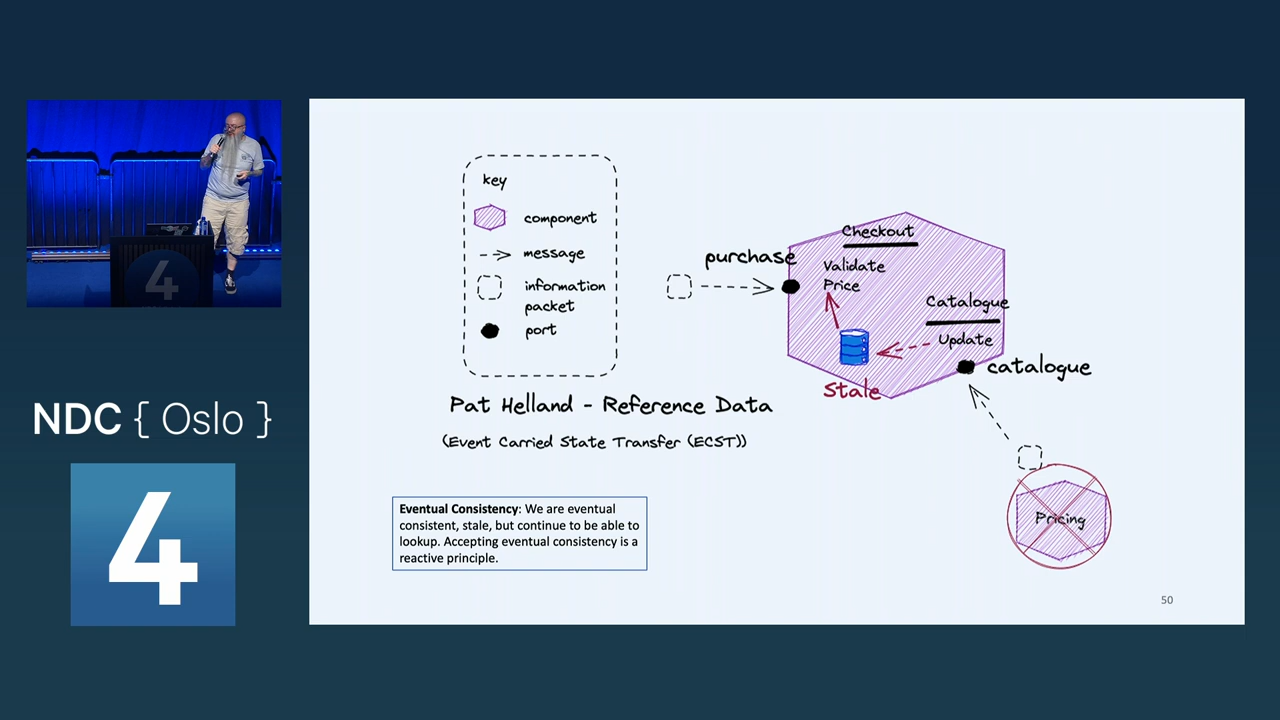 4
NDC { Oslo }
4
key
component
message
information
packet
port
purchase
Checkout
Validate
Price
Catalogue
Update
Stale
catalogue
Pricing
Pat Helland - Reference Data
(Event Carried State Transfer (ECST))
Eventual Consistency: We are eventual
consistent, stale, but continue to be able to
lookup. Accepting eventual consistency is a
reactive principle.
50